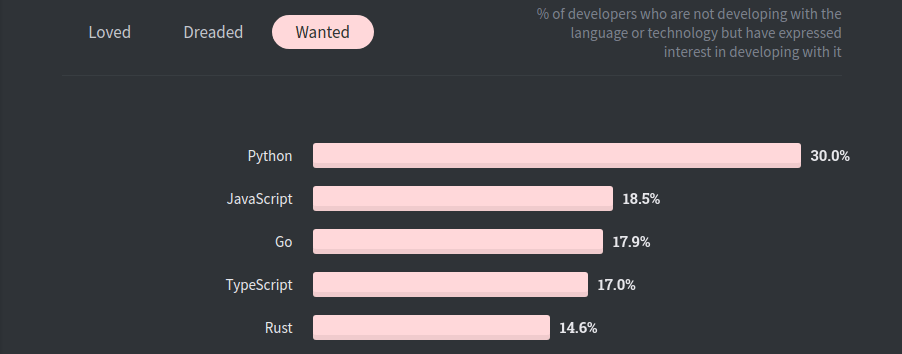 Loved Dreaded Wanted
% of developers who are not developing with the
language or technology but have expressed
interest in developing with it
Python 30.0%
JavaScript 18.5%
Go 17.9%
TypeScript 17.0%
Rust 14.6%